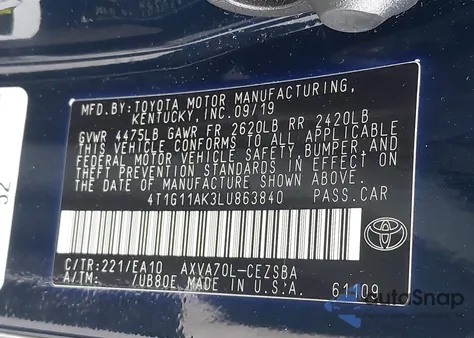 MFD.BY:TOYOTA MOTOR MANUFACTURING,
KENTUCKY, INC. 09/19
GVWR 4475LB GAWR FR 2620LB RR 2420LB
THIS VEHICLE CONFORMS TO ALL APPLICABLE
FEDERAL MOTOR VEHICLE SAFETY, BUMPER, AND
THEFT PREVENTION STANDARDS IN EFFECT ON
THE DATE OF MANUFACTURE SHOWN ABOVE.
4T1G11AK3LU863840 PASS.CAR
C/TR:221/EA10 AXVA70L-CEZSBA
A/TM: /UB80E MADE IN U.S.A. 61109
AutoSnap